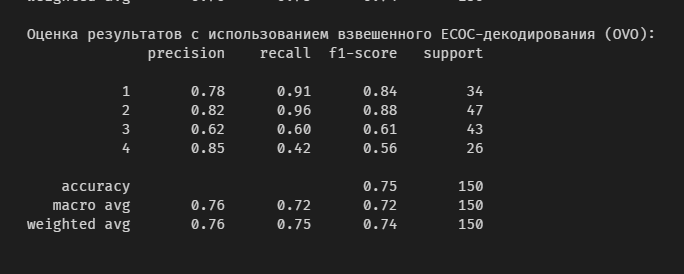 weighted avg
Оценка результатов с использованием взвешенного ECOC-декодирования (OVO):
precision recall f1-score support
1 0.78 0.91 0.84 34
2 0.82 0.96 0.88 47
3 0.62 0.60 0.61 43
4 0.85 0.42 0.56 26
accuracy 0.75 150
macro avg 0.76 0.72 0.72 150
weighted avg 0.76 0.75 0.74 150